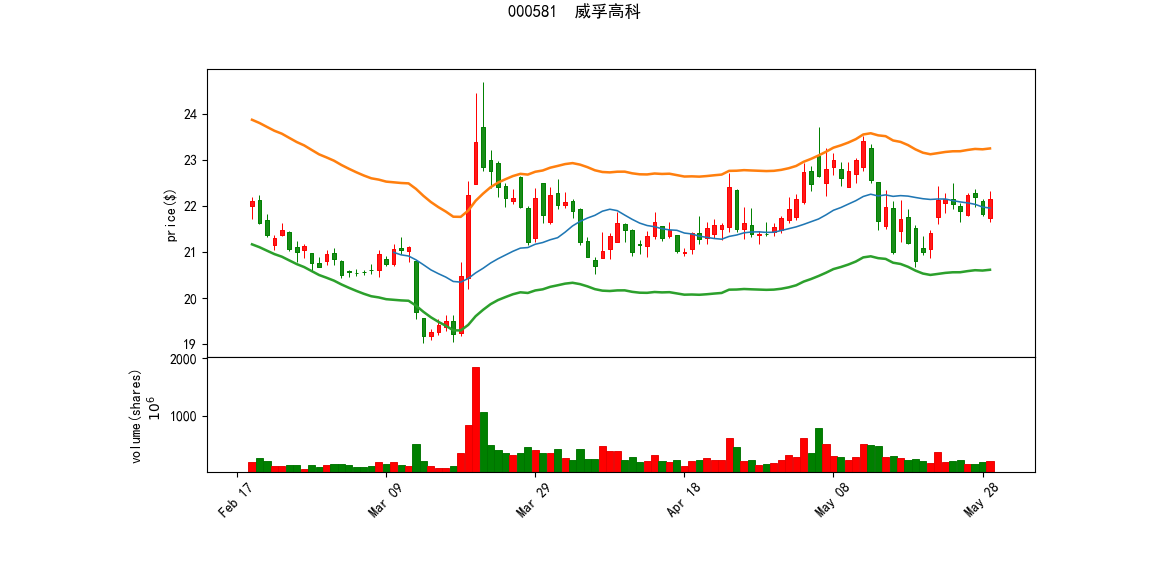 000581 威孚高科
24
23
22
21
20
19
price($)
2000
1000
volume(shares)
10^6
Feb 17
Mar 09
Mar 29
Apr 18
May 08
May 28